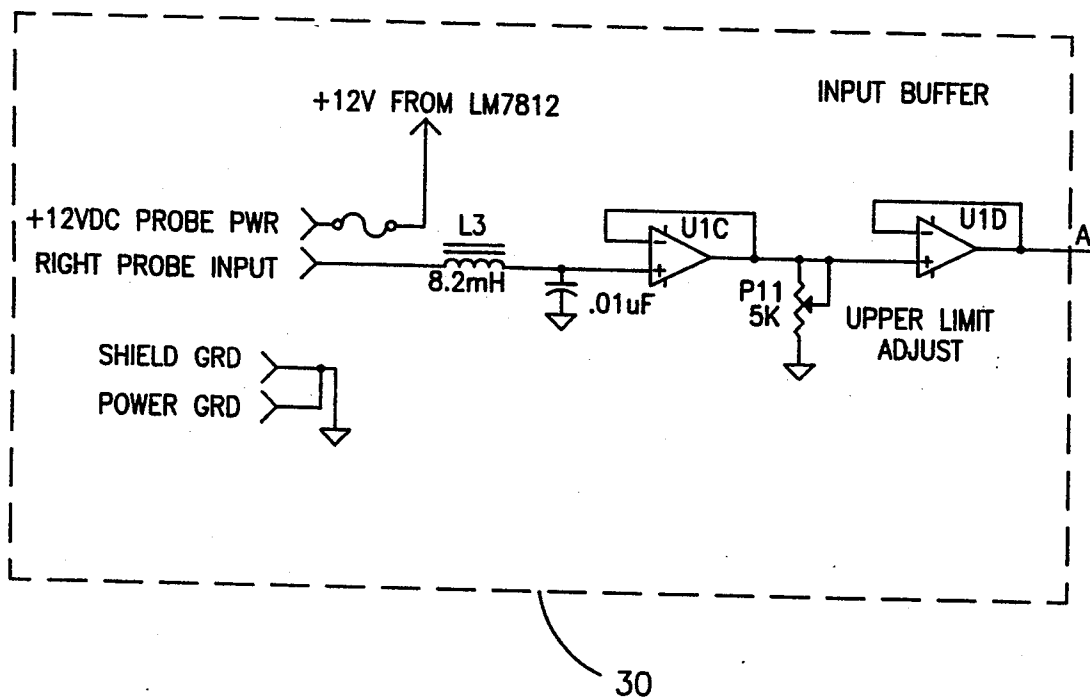 INPUT BUFFER
+12V FROM LM7812
+12VDC PROBE PWR
RIGHT PROBE INPUT
L3
8.2mH
.01uF
U1C
U1D
A
P11
5K
UPPER LIMIT
ADJUST
SHIELD GRD
POWER GRD
30